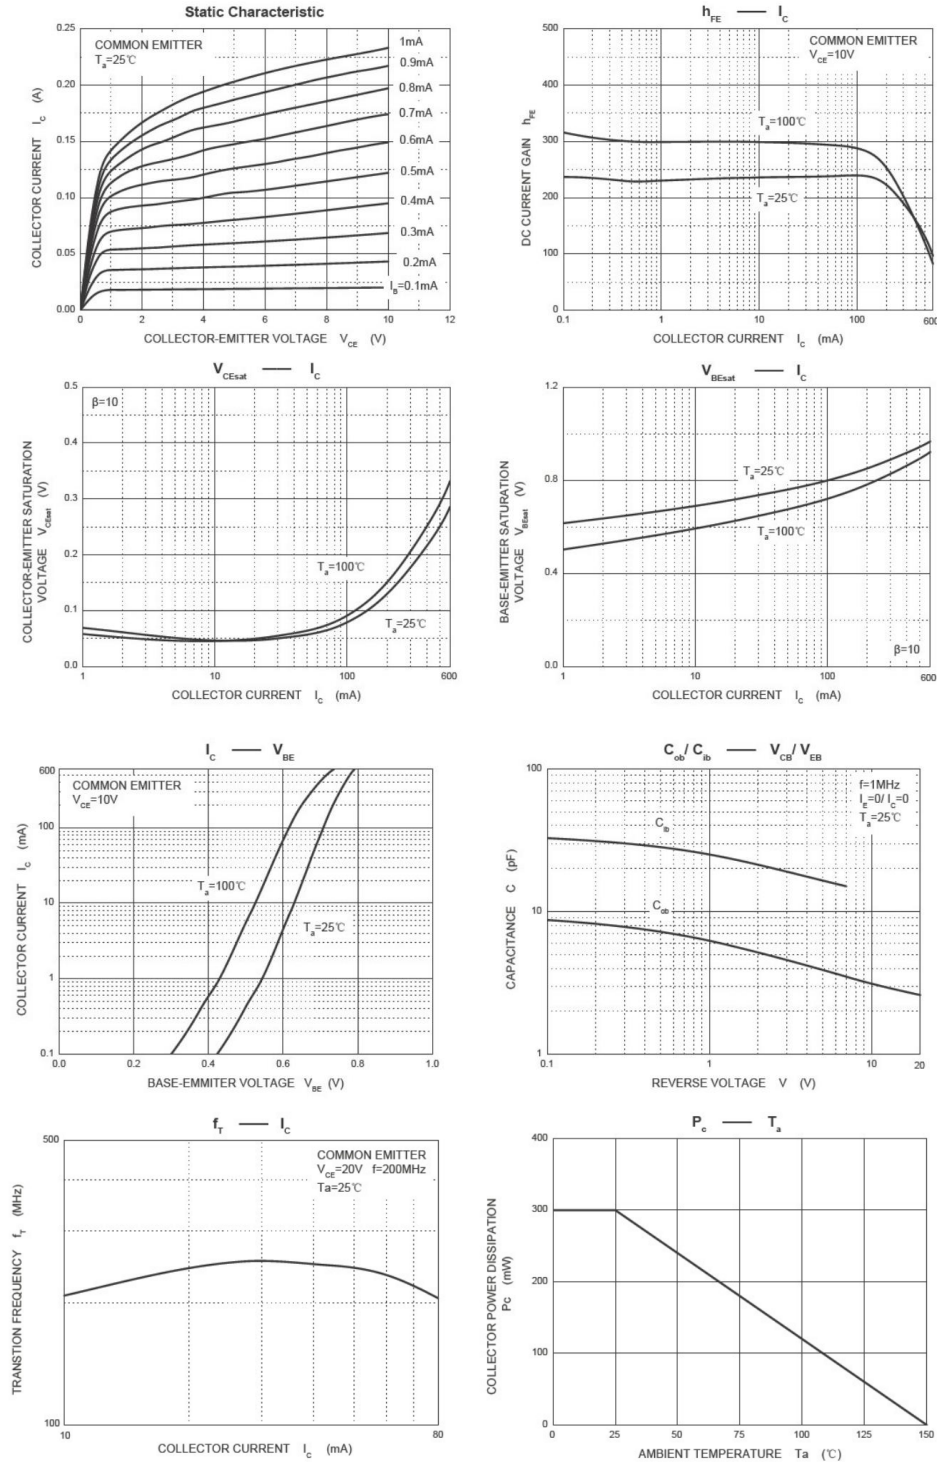 Static Characteristic
COMMON EMITTER
Ta=25℃
1mA
0.9mA
0.8mA
0.7mA
0.6mA
0.5mA
0.4mA
0.3mA
0.2mA
IB=0.1mA
COLLECTOR CURRENT IC (A)
0.25
0.20
0.15
0.10
0.05
0.00
0 2 4 6 8 10 12
COLLECTOR-EMITTER VOLTAGE VCE (V)
hFE —— IC
COMMON EMITTER
VCE=10V
Ta=100℃
Ta=25℃
DC CURRENT GAIN hFE
500
400
300
200
100
0
0.1 1 10 100 600
COLLECTOR CURRENT IC (mA)
VCEsat —— IC
β=10
Ta=100℃
Ta=25℃
COLLECTOR-EMITTER SATURATION
VOLTAGE VCEsat (V)
0.5
0.4
0.3
0.2
0.1
0.0
1 10 100 600
COLLECTOR CURRENT IC (mA)
VBEsat —— IC
Ta=25℃
Ta=100℃
β=10
BASE-EMITTER SATURATION
VOLTAGE VBEsat (V)
1.2
0.8
0.4
0.0
1 10 100 600
COLLECTOR CURRENT IC (mA)
IC —— VBE
COMMON EMITTER
VCE=10V
Ta=100℃
Ta=25℃
COLLECTOR CURRENT IC (mA)
600
100
10
1
0.1
0.0 0.2 0.4 0.6 0.8 1.0
BASE-EMMITER VOLTAGE VBE (V)
Cob/ Cib —— VCB/ VEB
f=1MHz
IE=0/ IC=0
Ta=25℃
Cib
Cob
CAPACITANCE C (pF)
100
10
1
0.1 1 10 20
REVERSE VOLTAGE V (V)
fT —— IC
COMMON EMITTER
VCE=20V f=200MHz
Ta=25℃
TRANSTION FREQUENCY fT (MHz)
500
100
10 80
COLLECTOR CURRENT IC (mA)
Pc —— Ta
COLLECTOR POWER DISSIPATION
Pc (mW)
400
300
200
100
0
0 25 50 75 100 125 150
AMBIENT TEMPERATURE Ta (℃)